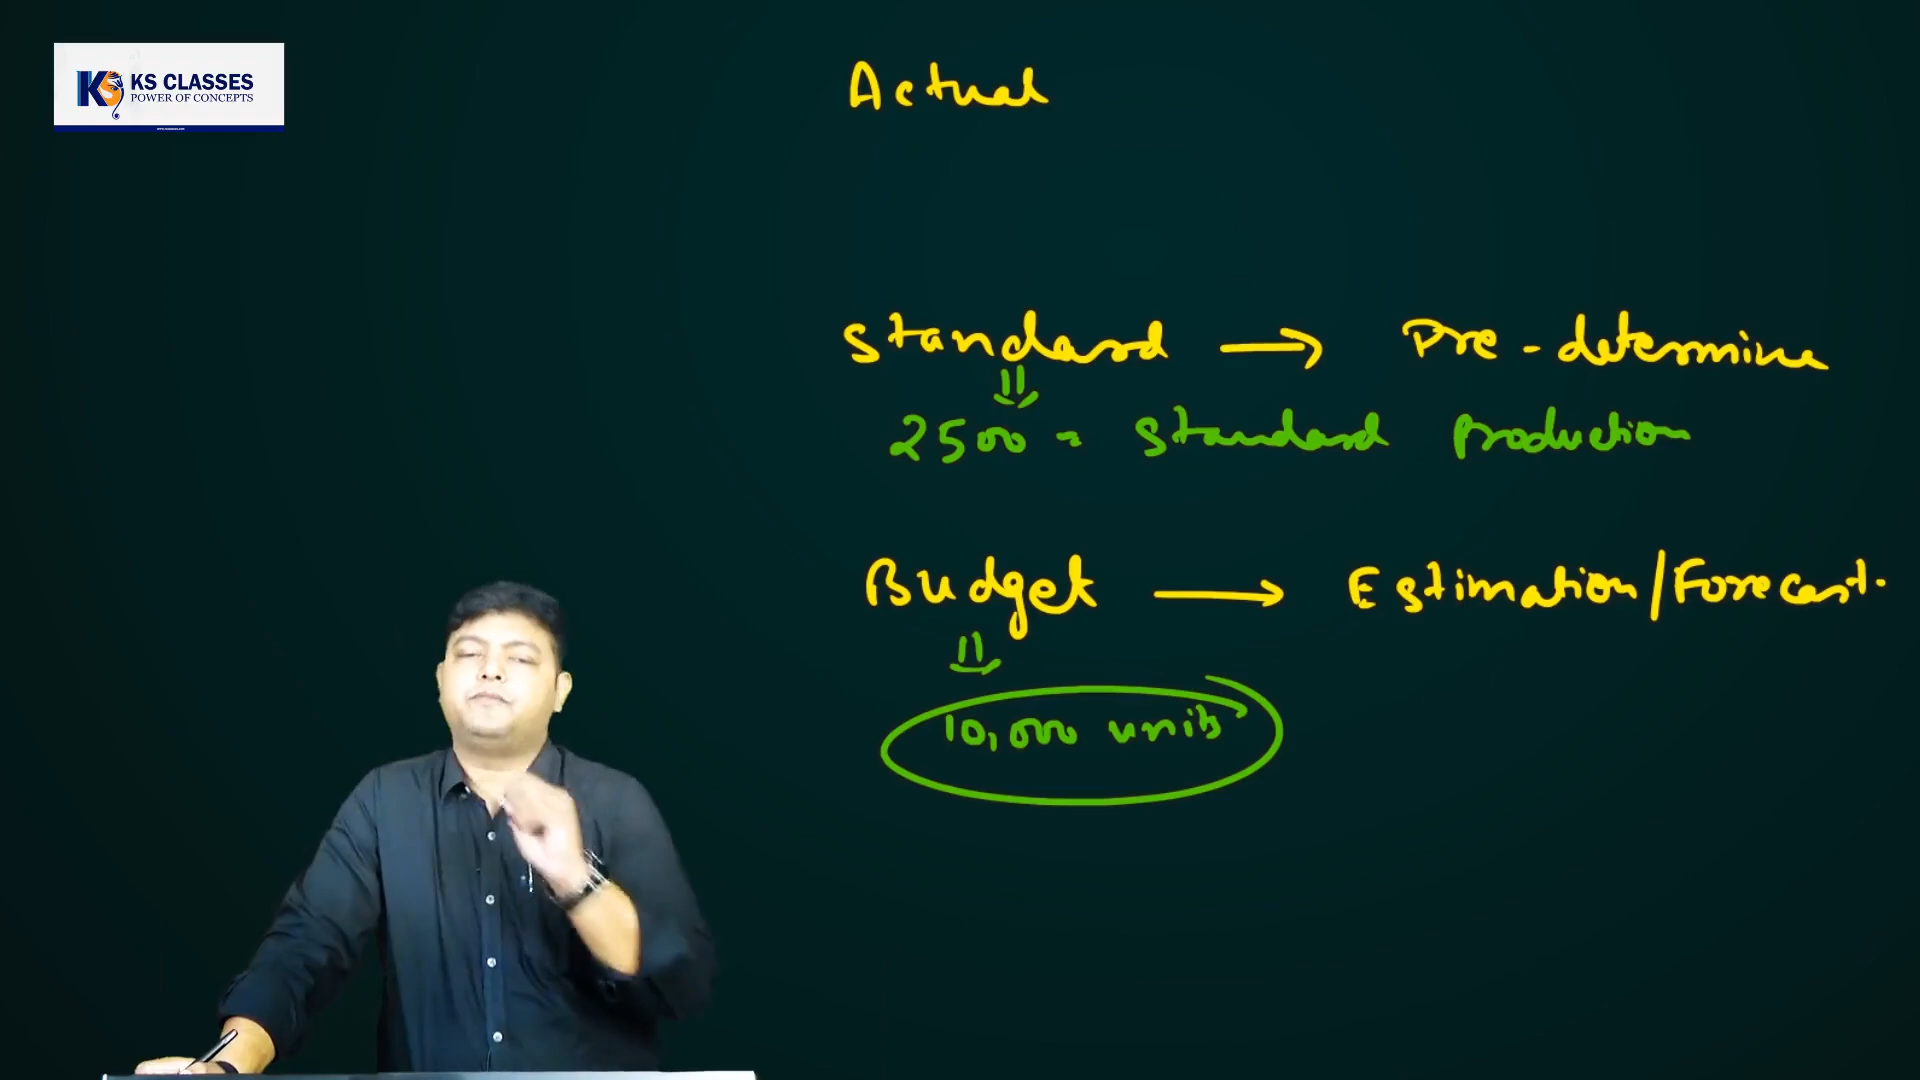 KS CLASSES
POWER OF CONCEPTS
Actual
Standard → Pre-determine
2500 = Standard Production
Budget → Estimation/Forecast.
10,000 units